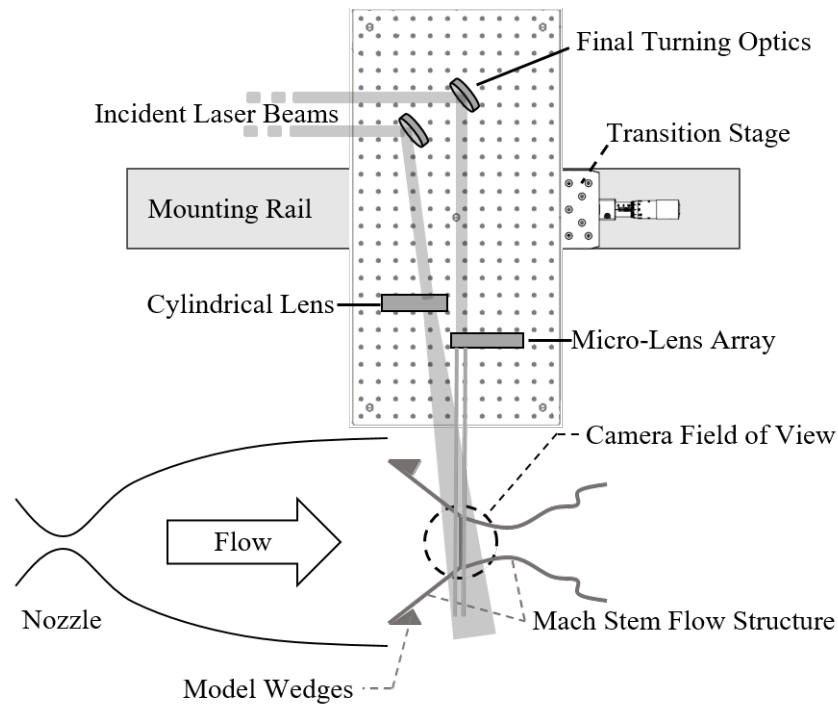 Final Turning Optics
Incident Laser Beams
Transition Stage
Mounting Rail
Cylindrical Lens
Micro-Lens Array
Camera Field of View
Flow
Nozzle
Mach Stem Flow Structure
Model Wedges